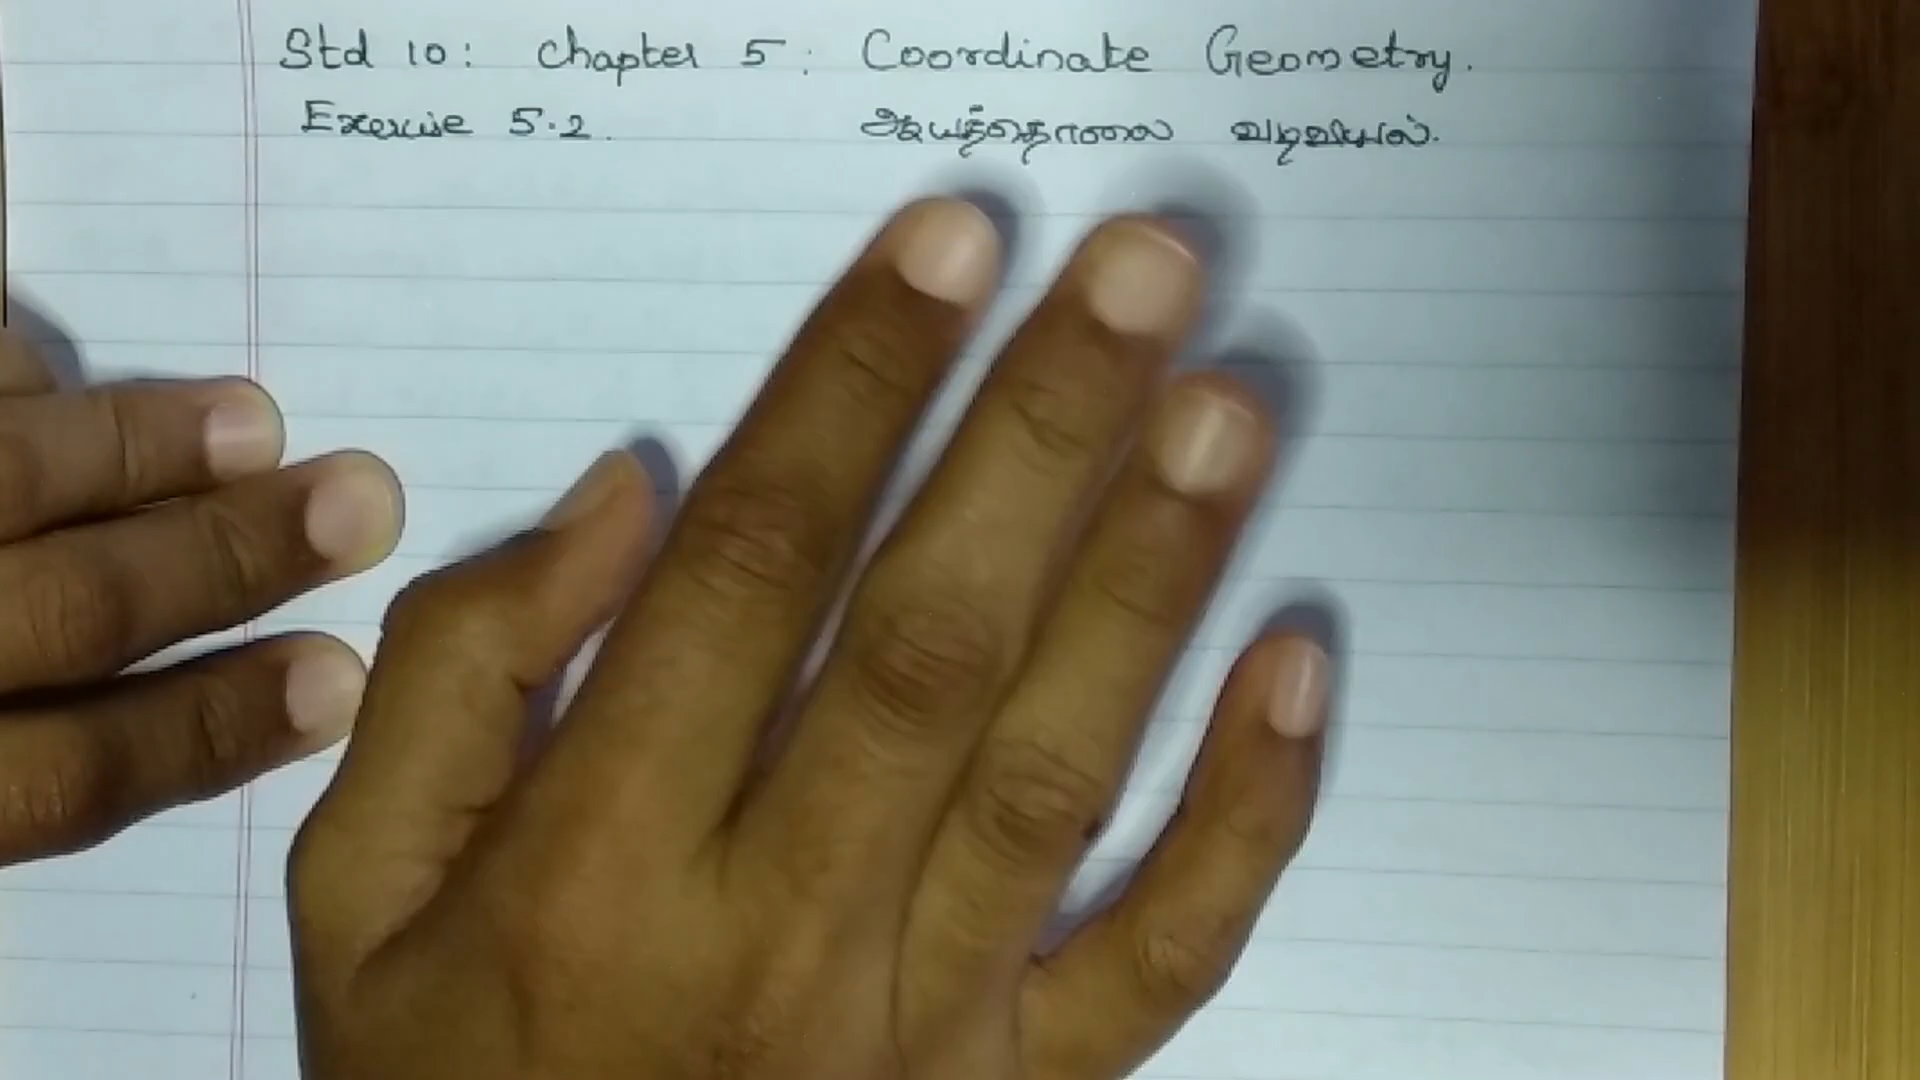 Std 10: Chapter 5: Coordinate Geometry.
Exercise 5.2. ஆயத்தொலை வடிவியல்.